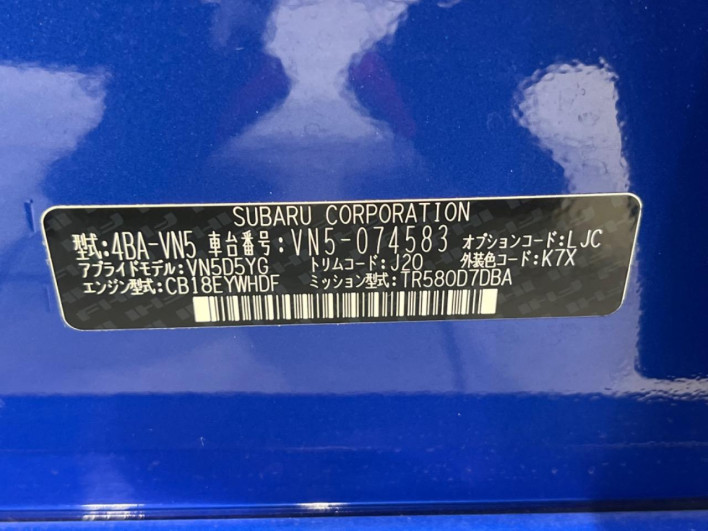 SUBARU CORPORATION
型式:4BA-VN5 車台番号:VN5-074583 オプションコード:LJC
アプライドモデル:VN5D5YG トリムコード:J20 外装色コード:K7X
エンジン型式:CB18EYWHDF ミッション型式:TR580D7DBA